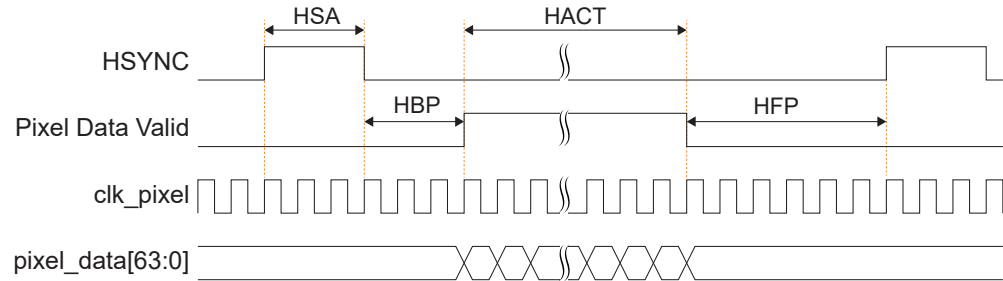 HSA
HACT
HSYNC
HBP
HFP
Pixel Data Valid
clk_pixel
pixel_data[63:0]